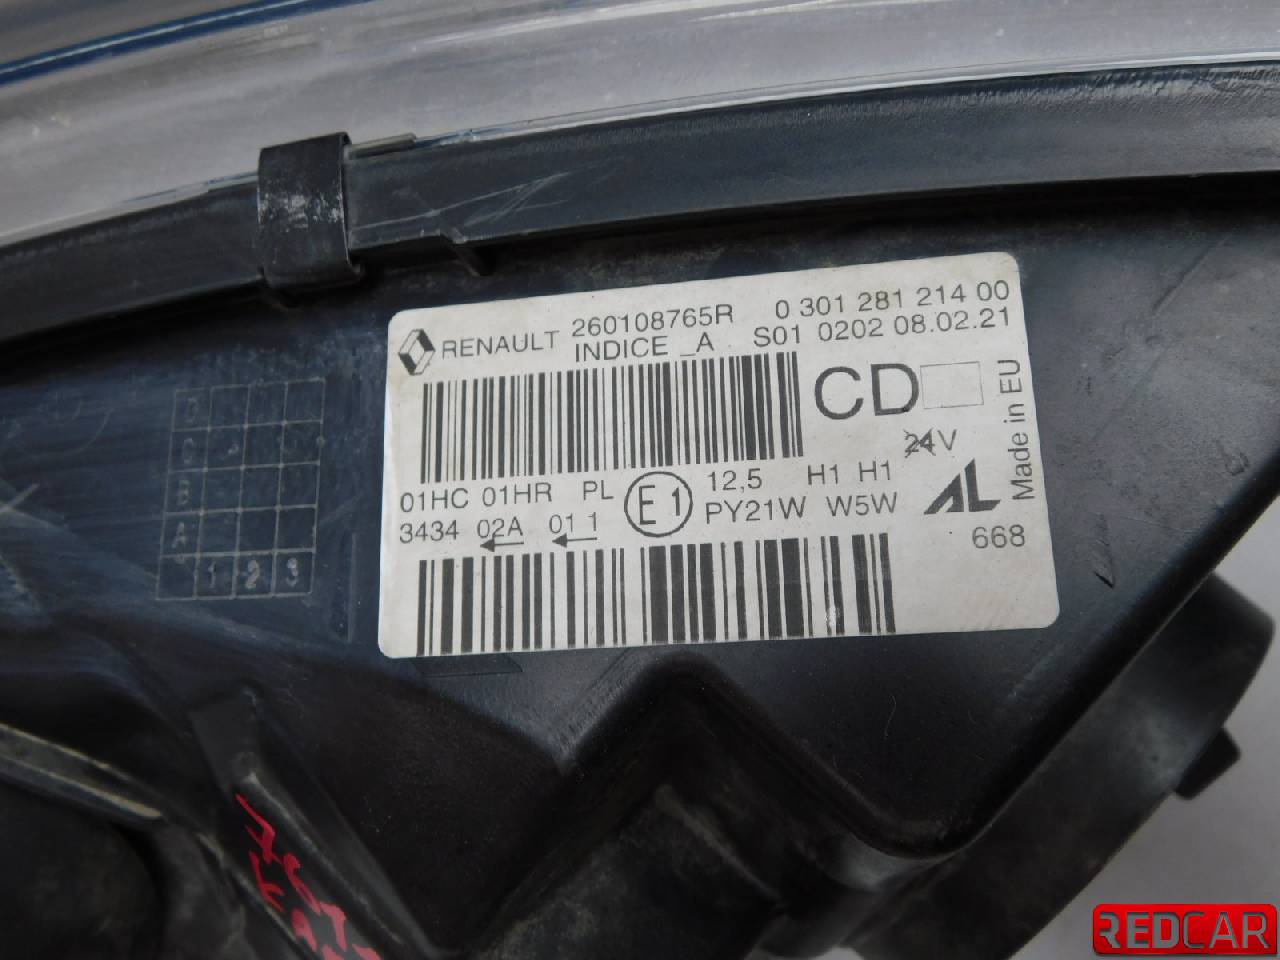 RENAULT 260108765R 0 301 281 214 00
INDICE _A S01 0202 08.02.21
CD
24V
Made in EU
01HC 01HR PL E1 12,5 H1 H1
3434 02A 01 1 PY21W W5W
AL
668
D
C
B
A
1 2 3
REDCAR